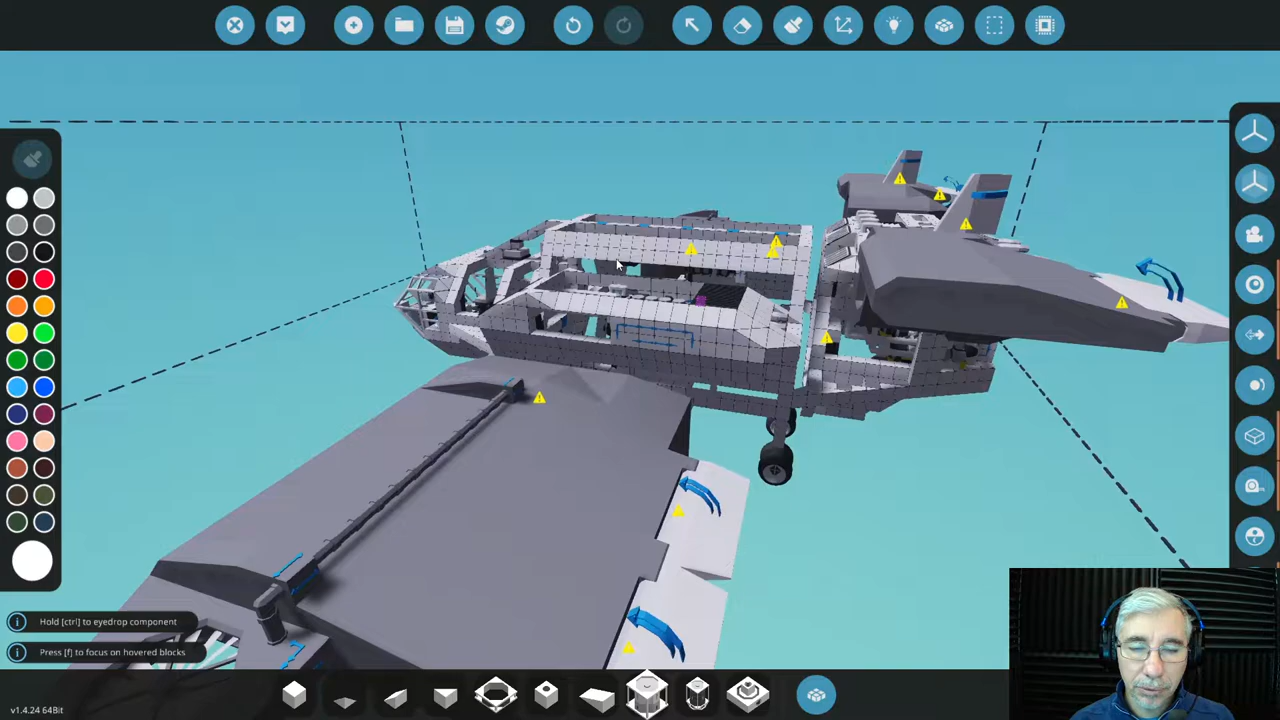 Hold [ctrl] to eyedrop component
Press [f] to focus on hovered blocks
v1.4.24 64Bit